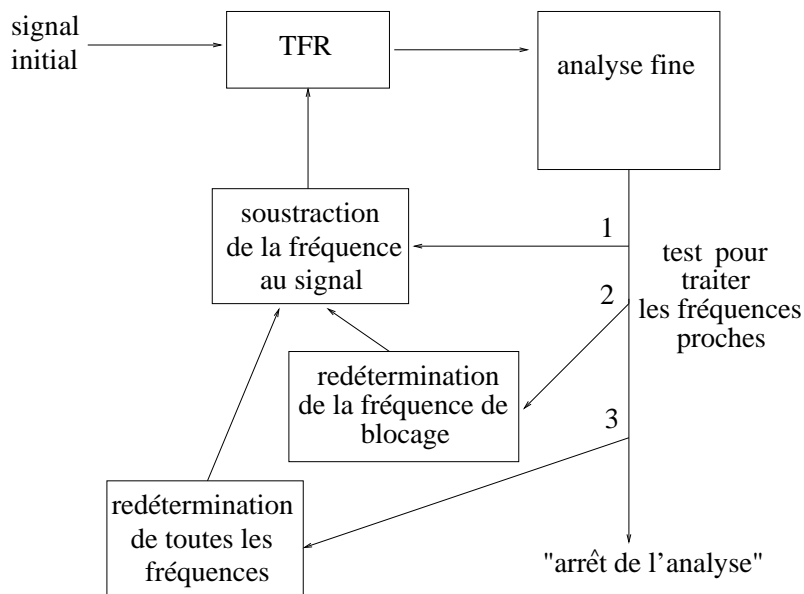 signal
initial
TFR
analyse fine
soustraction
de la fréquence
au signal
1
test pour
traiter
les fréquences
proches
2
redétermination
de la fréquence de
blocage
3
redétermination
de toutes les
fréquences
"arrêt de l'analyse"